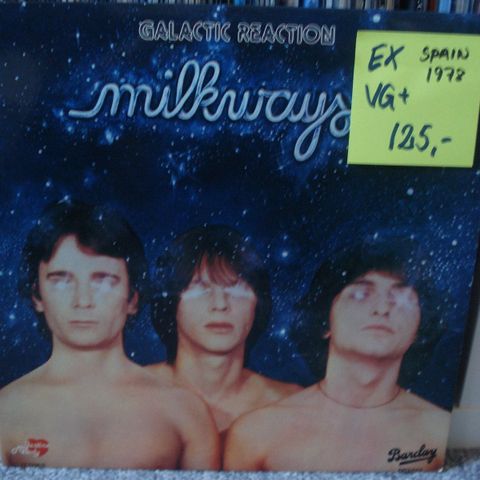 GALACTIC REACTION
milkways
EX SPAIN
1978
VG+
125,-
Barclay